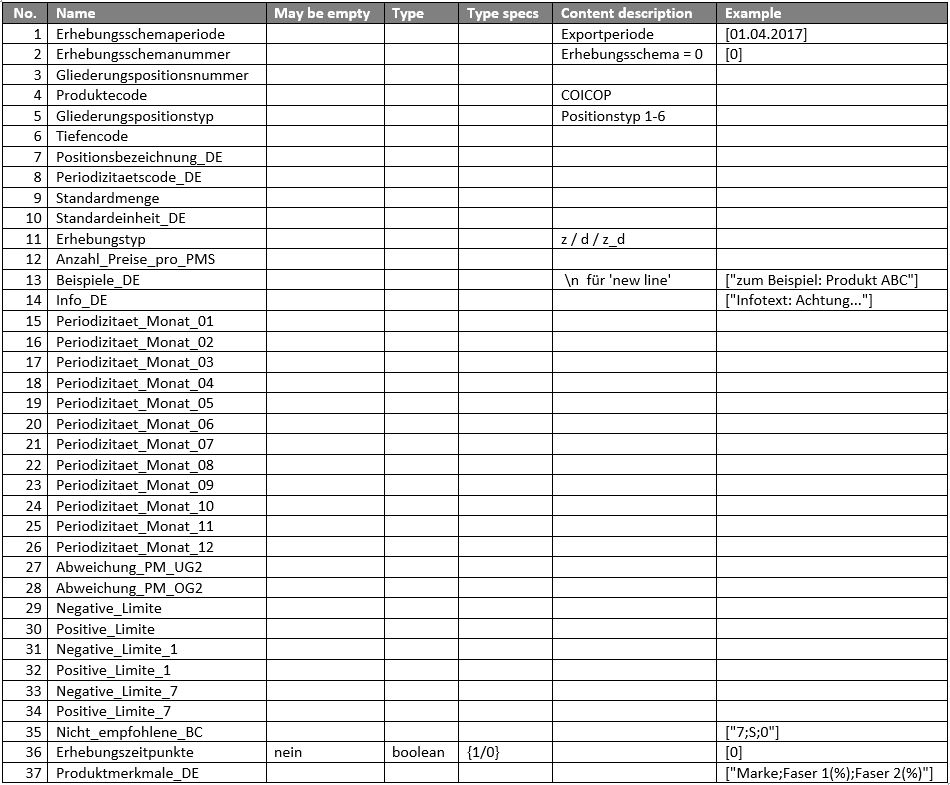 No. Name May be empty Type Type specs Content description Example
1 Erhebungsschemaperiode Exportperiode [01.04.2017]
2 Erhebungsschemanummer Erhebungsschema = 0 [0]
3 Gliederungspositionsnummer
4 Produktecode COICOP
5 Gliederungspositionstyp Positionstyp 1-6
6 Tiefencode
7 Positionsbezeichnung_DE
8 Periodizitaetscode_DE
9 Standardmenge
10 Standardeinheit_DE
11 Erhebungstyp z / d / z_d
12 Anzahl_Preise_pro_PMS
13 Beispiele_DE \n für 'new line' ["zum Beispiel: Produkt ABC"]
14 Info_DE ["Infotext: Achtung..."]
15 Periodizitaet_Monat_01
16 Periodizitaet_Monat_02
17 Periodizitaet_Monat_03
18 Periodizitaet_Monat_04
19 Periodizitaet_Monat_05
20 Periodizitaet_Monat_06
21 Periodizitaet_Monat_07
22 Periodizitaet_Monat_08
23 Periodizitaet_Monat_09
24 Periodizitaet_Monat_10
25 Periodizitaet_Monat_11
26 Periodizitaet_Monat_12
27 Abweichung_PM_UG2
28 Abweichung_PM_OG2
29 Negative_Limite
30 Positive_Limite
31 Negative_Limite_1
32 Positive_Limite_1
33 Negative_Limite_7
34 Positive_Limite_7
35 Nicht_empfohlene_BC ["7;S;0"]
36 Erhebungszeitpunkte nein boolean {1/0} [0]
37 Produktmerkmale_DE ["Marke;Faser 1(%);Faser 2(%)"]